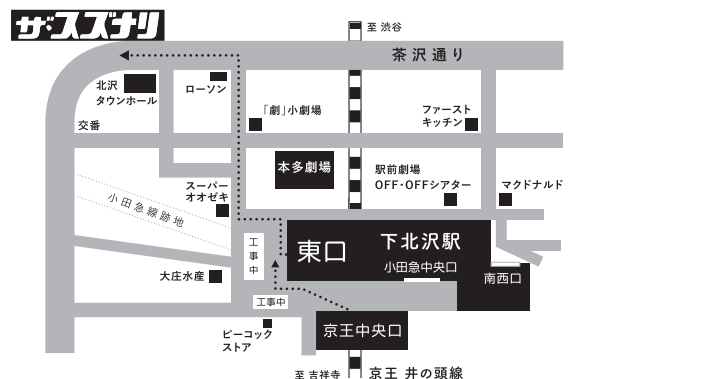 ザ・スズナリ
至 渋谷
茶沢通り
北沢
タウンホール
ローソン
「劇」小劇場
ファースト
キッチン
交番
本多劇場
駅前劇場
OFF・OFFシアター
マクドナルド
スーパー
オオゼキ
小田急線跡地
工事中
東口
下北沢駅
小田急中央口
南西口
大庄水産
工事中
ピーコック
ストア
京王中央口
至 吉祥寺
京王 井の頭線